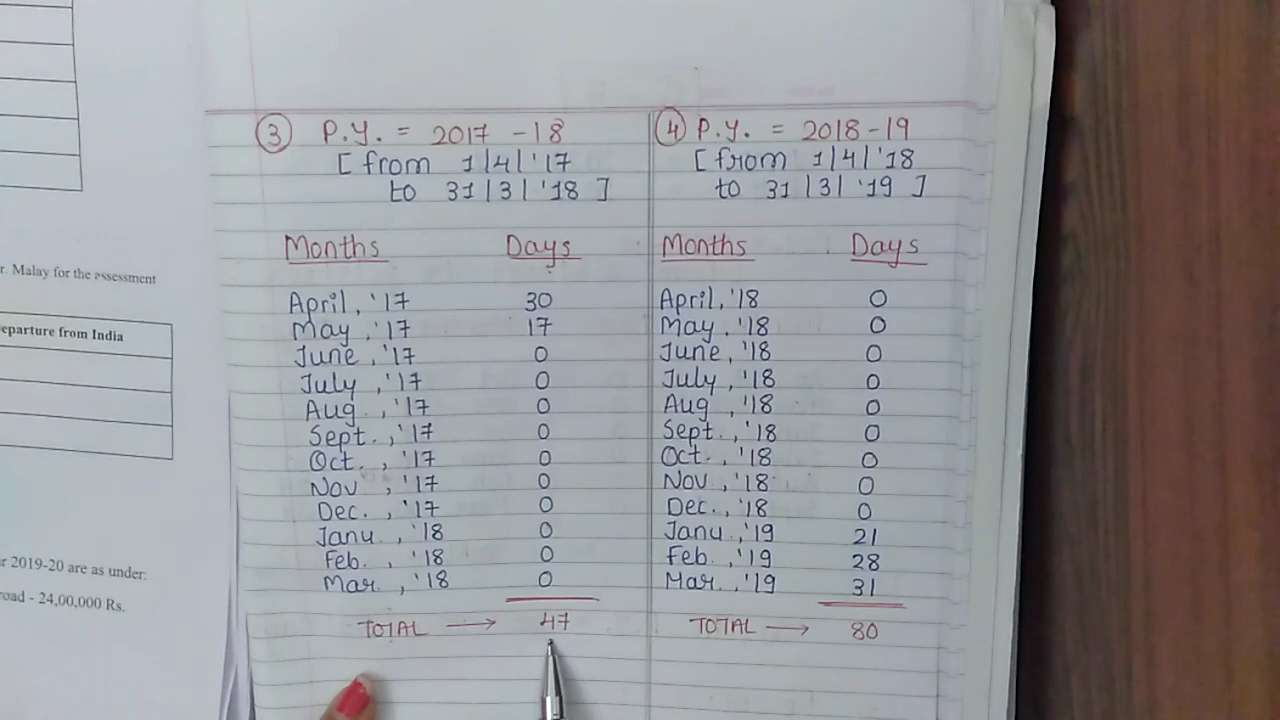 r. Malay for the assessment
eparture from India
r 2019-20 are as under:
road - 24,00,000 Rs.
③ P.Y. = 2017 -18
[ from 1/4/'17
to 31/3/'18 ]
Months Days
April, '17 30
May, '17 17
June, '17 0
July, '17 0
Aug., '17 0
Sept., '17 0
Oct., '17 0
Nov, '17 0
Dec., '17 0
Janu., '18 0
Feb., '18 0
Mar., '18 0
TOTAL → 47
④ P.Y. = 2018-19
[ from 1/4/'18
to 31/3/'19 ]
Months Days
April, '18 0
May, '18 0
June, '18 0
July, '18 0
Aug, '18 0
Sept., '18 0
Oct., '18 0
Nov, '18 0
Dec., '18 0
Janu., '19 21
Feb., '19 28
Mar., '19 31
TOTAL → 80